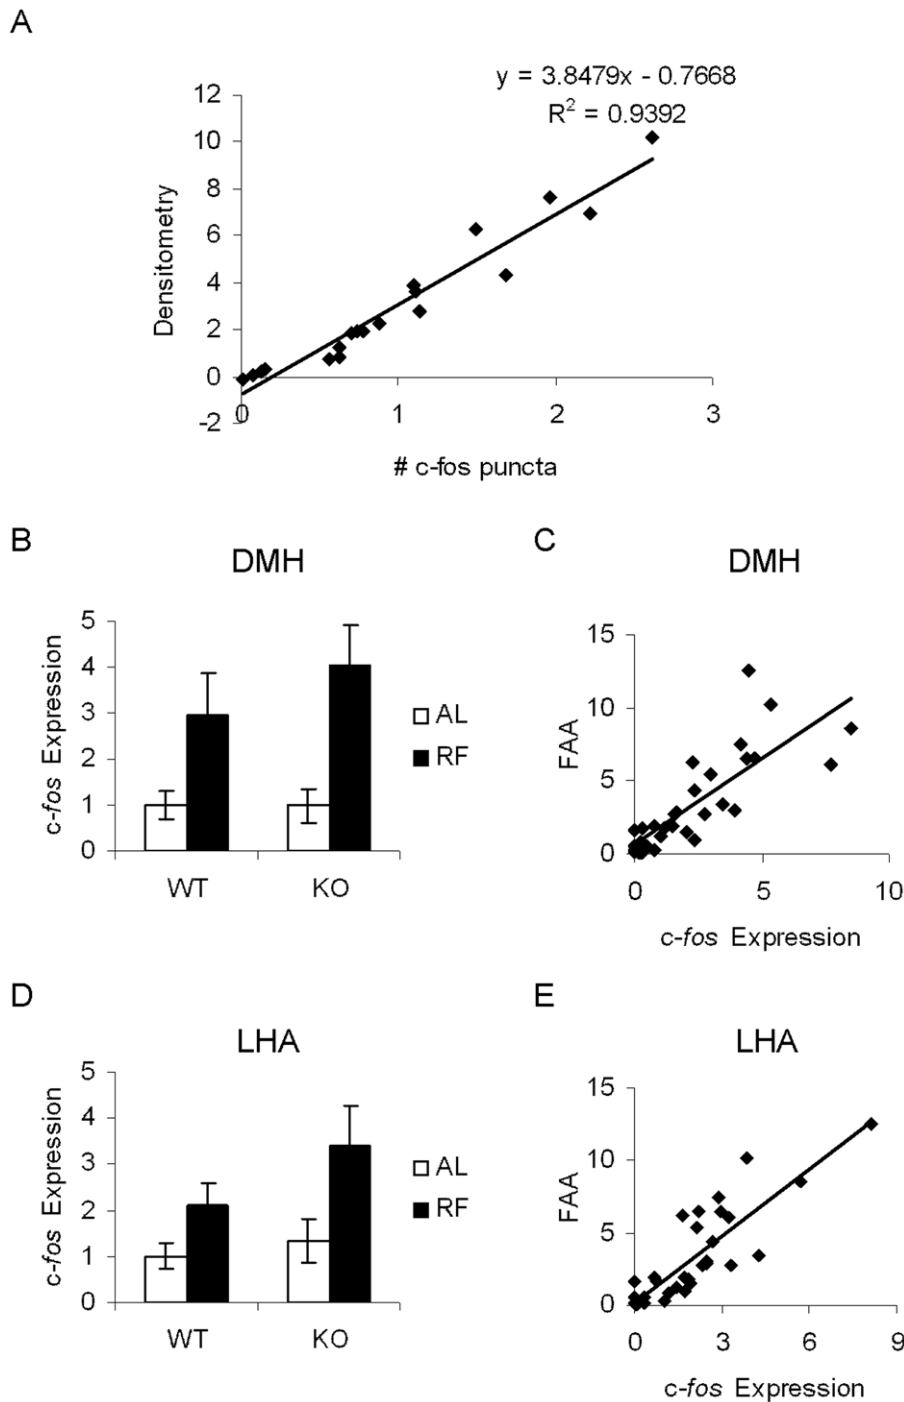 A
y = 3.8479x - 0.7668
R² = 0.9392
12
10
8
6
4
2
0
-2
Densitometry
0 1 2 3
# c-fos puncta
B
DMH
5
4
3
2
1
0
c-fos Expression
WT KO
AL
RF
C
DMH
15
10
5
0
FAA
0 5 10
c-fos Expression
D
LHA
5
4
3
2
1
0
c-fos Expression
WT KO
AL
RF
E
LHA
15
10
5
0
FAA
0 3 6 9
c-fos Expression